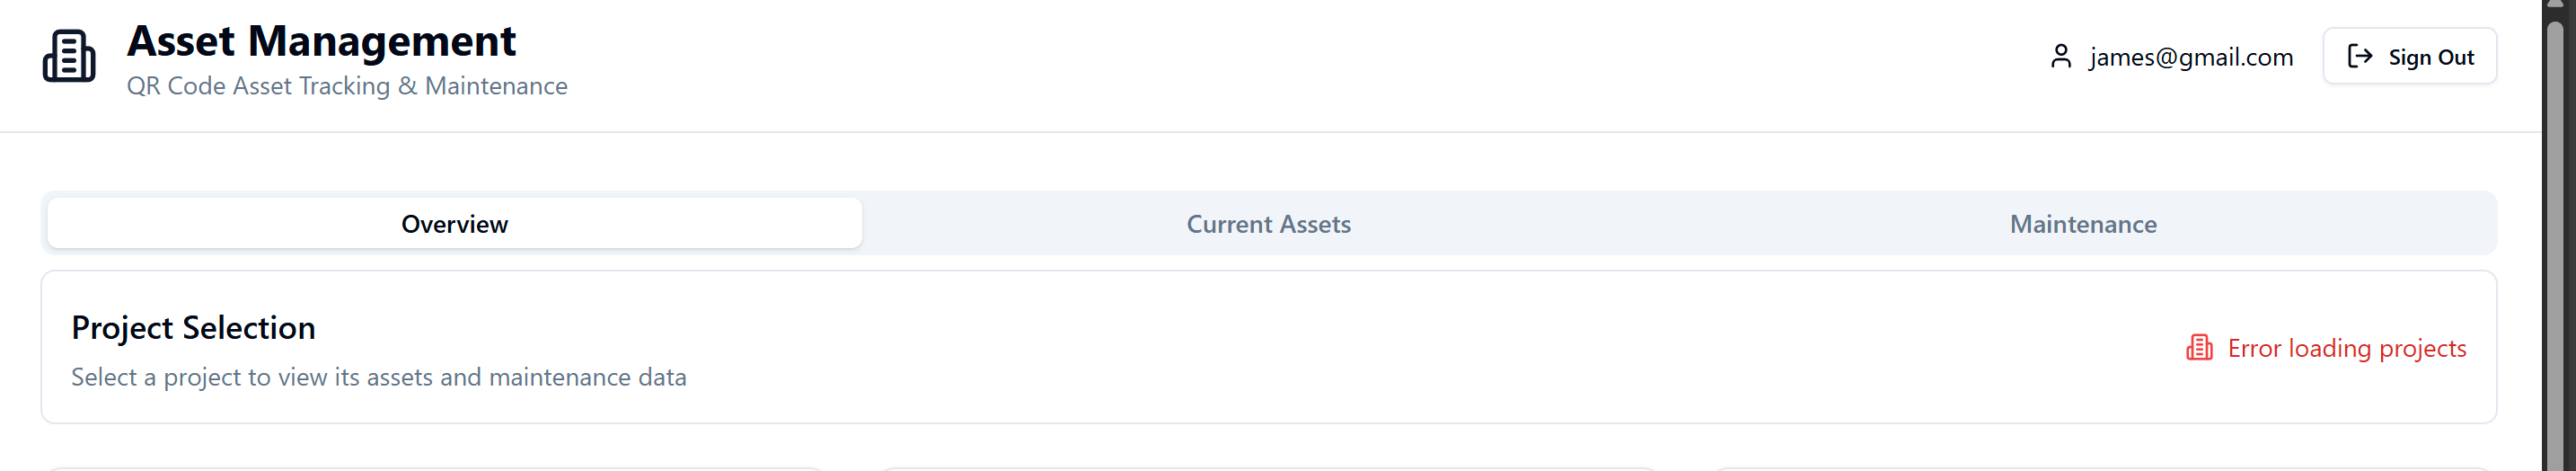 Asset Management
QR Code Asset Tracking & Maintenance
james@gmail.com
Sign Out
Overview
Current Assets
Maintenance
Project Selection
Select a project to view its assets and maintenance data
Error loading projects